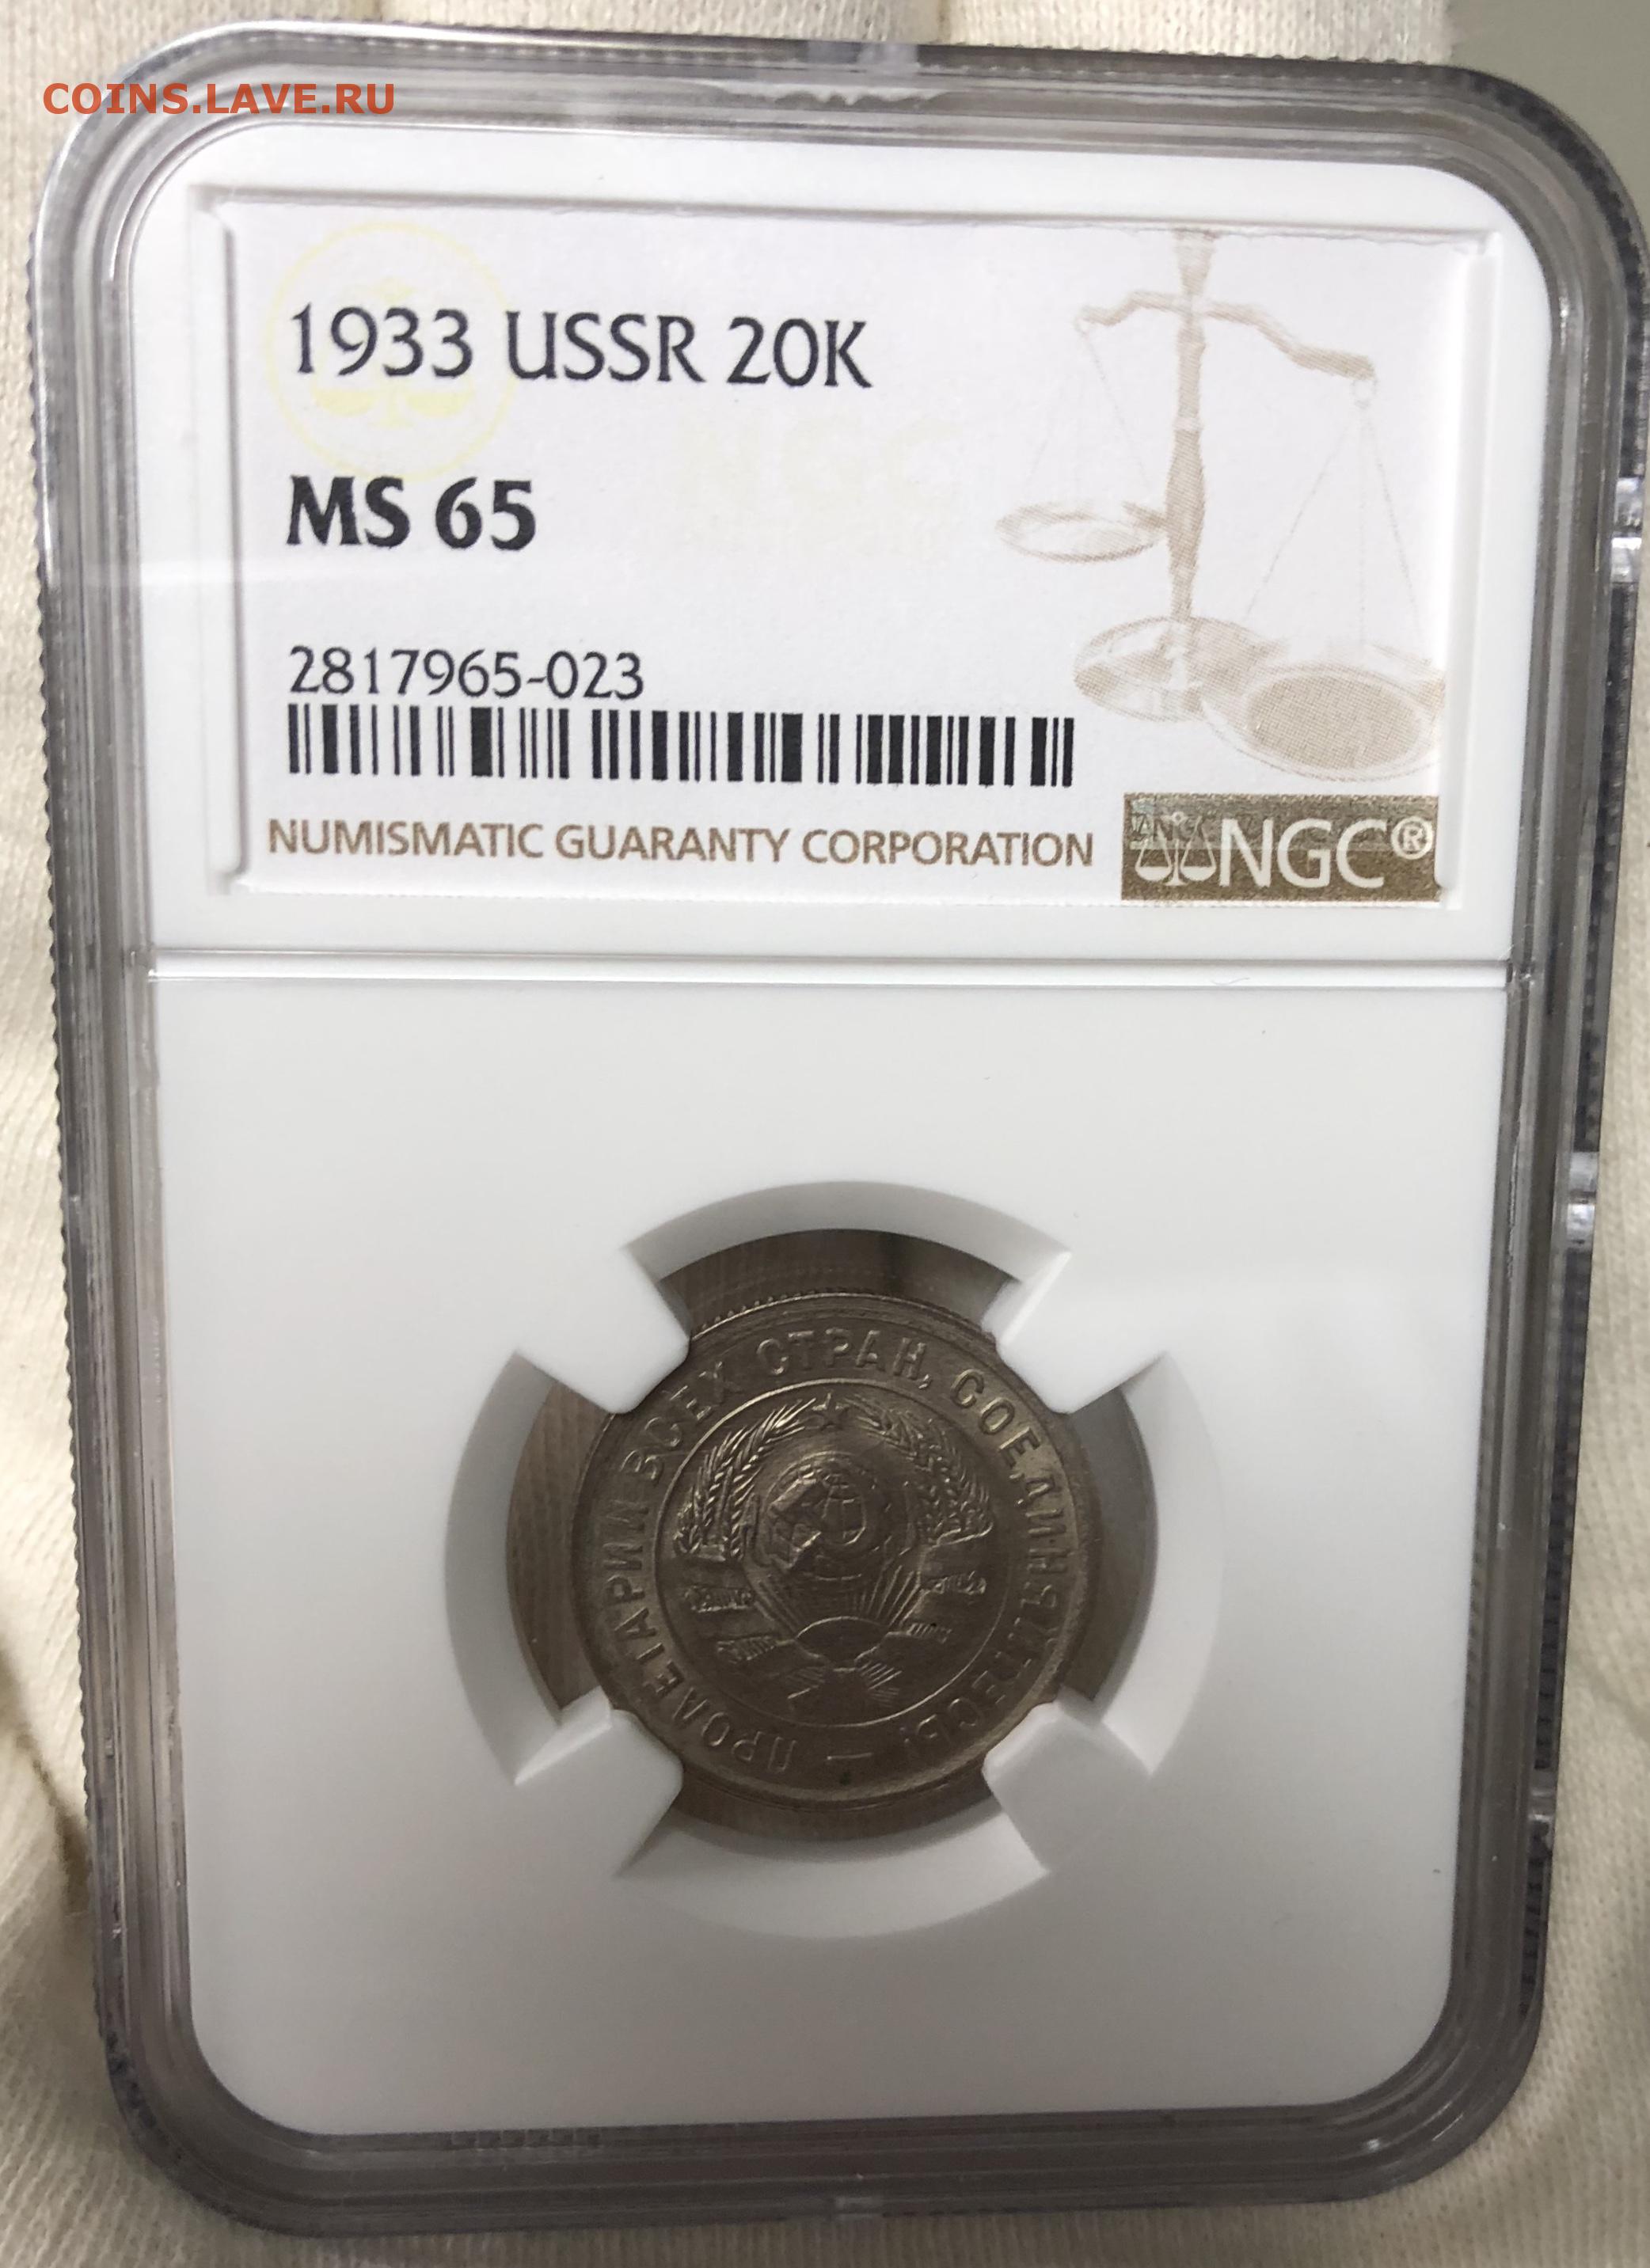 COINS.LAVE.RU
1933 USSR 20K
MS 65
2817965-023
NUMISMATIC GUARANTY CORPORATION
NGC®
ПРОЛЕТАРИИ ВСЕХ СТРАН, СОЕДИНЯЙТЕСЬ!